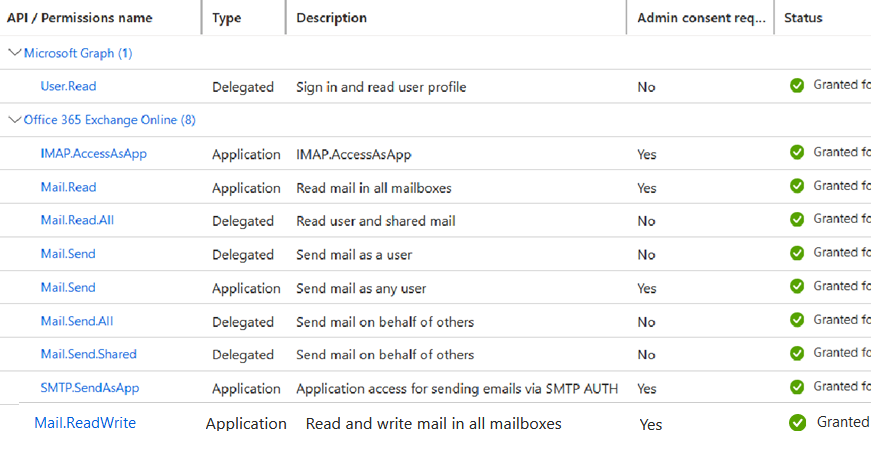 API / Permissions name Type Description Admin consent req... Status
Microsoft Graph (1)
User.Read Delegated Sign in and read user profile No Granted fo
Office 365 Exchange Online (8)
IMAP.AccessAsApp Application IMAP.AccessAsApp Yes Granted fo
Mail.Read Application Read mail in all mailboxes Yes Granted fo
Mail.Read.All Delegated Read user and shared mail No Granted fo
Mail.Send Delegated Send mail as a user No Granted fo
Mail.Send Application Send mail as any user Yes Granted fo
Mail.Send.All Delegated Send mail on behalf of others No Granted fo
Mail.Send.Shared Delegated Send mail on behalf of others No Granted fo
SMTP.SendAsApp Application Application access for sending emails via SMTP AUTH Yes Granted fo
Mail.ReadWrite Application Read and write mail in all mailboxes Yes Granted